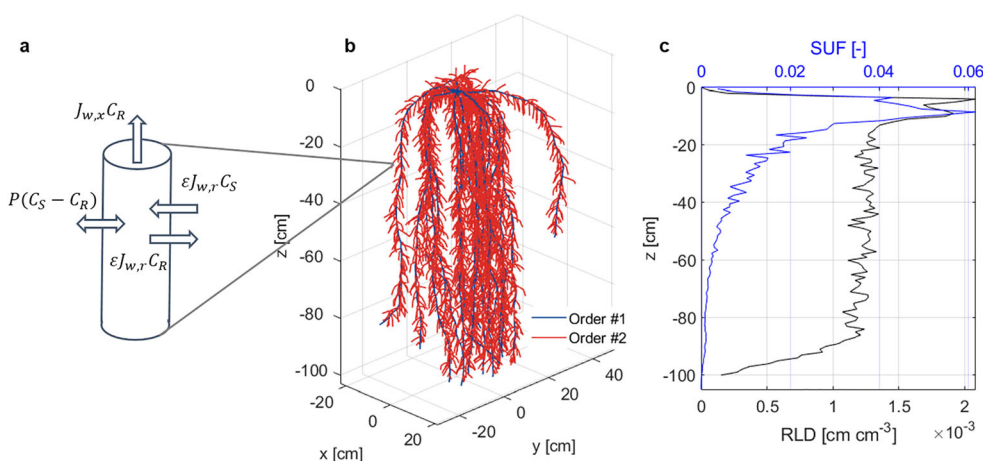 a
J_{w,x}C_R
P(C_S − C_R)
εJ_{w,r}C_S
εJ_{w,r}C_R
b
0
-20
-40
-60
-80
-100
z [cm]
Order #1
Order #2
-20
0
20
x [cm]
-20
0
20
40
y [cm]
c
SUF [-]
0
0.02
0.04
0.06
0
-20
-40
-60
-80
-100
z [cm]
0
0.5
1
1.5
2
RLD [cm cm⁻³]
×10⁻³